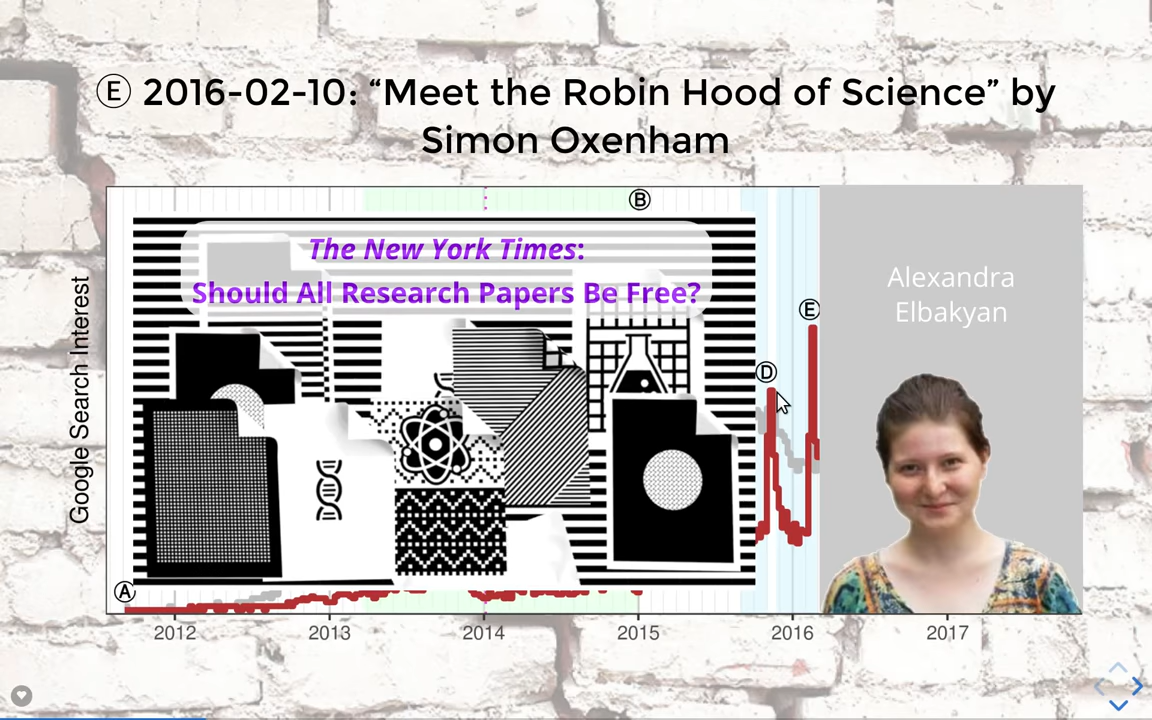 Ⓔ 2016-02-10: “Meet the Robin Hood of Science” by
Simon Oxenham
Ⓑ
The New York Times:
Should All Research Papers Be Free?
Alexandra
Elbakyan
Google Search Interest
Ⓔ
Ⓓ
Ⓐ
2012
2013
2014
2015
2016
2017